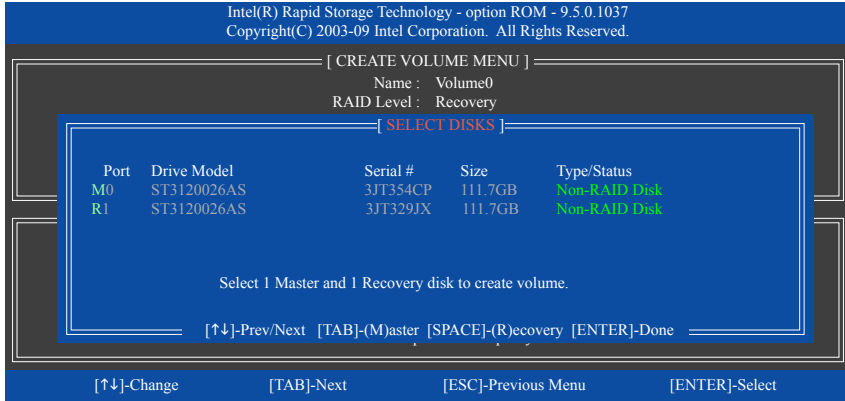 Intel(R) Rapid Storage Technology - option ROM - 9.5.0.1037
Copyright(C) 2003-09 Intel Corporation. All Rights Reserved.
[ CREATE VOLUME MENU ]
Name : Volume0
RAID Level : Recovery
[ SELECT DISKS ]
Port Drive Model Serial # Size Type/Status
M0 ST3120026AS 3JT354CP 111.7GB Non-RAID Disk
R1 ST3120026AS 3JT329JX 111.7GB Non-RAID Disk
Select 1 Master and 1 Recovery disk to create volume.
[↑↓]-Prev/Next [TAB]-(M)aster [SPACE]-(R)ecovery [ENTER]-Done
[↑↓]-Change [TAB]-Next [ESC]-Previous Menu [ENTER]-Select